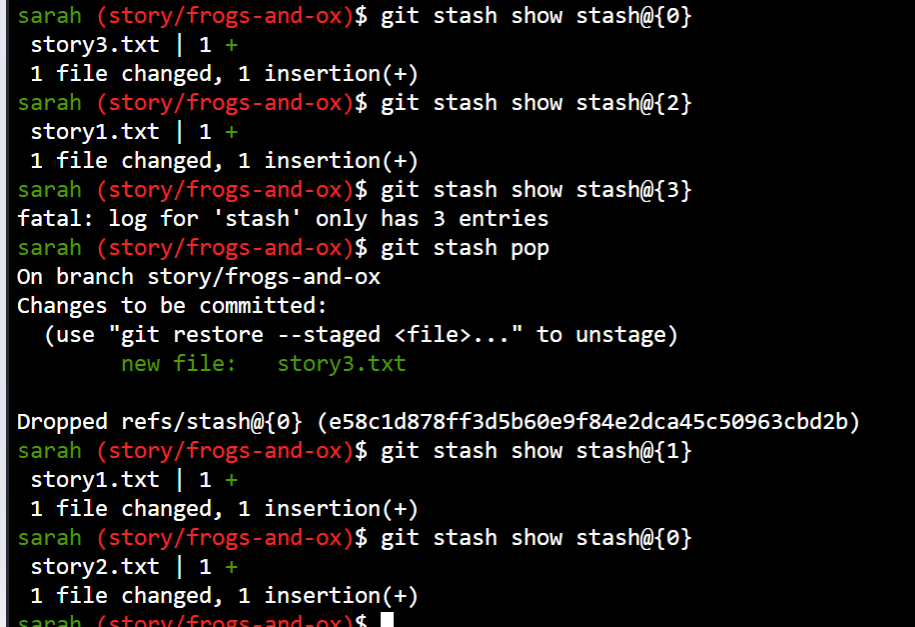 sarah (story/frogs-and-ox)$ git stash show stash@{0}
 story3.txt | 1 +
 1 file changed, 1 insertion(+)
sarah (story/frogs-and-ox)$ git stash show stash@{2}
 story1.txt | 1 +
 1 file changed, 1 insertion(+)
sarah (story/frogs-and-ox)$ git stash show stash@{3}
fatal: log for 'stash' only has 3 entries
sarah (story/frogs-and-ox)$ git stash pop
On branch story/frogs-and-ox
Changes to be committed:
  (use "git restore --staged <file>..." to unstage)
        new file:   story3.txt

Dropped refs/stash@{0} (e58c1d878ff3d5b60e9f84e2dca45c50963cbd2b)
sarah (story/frogs-and-ox)$ git stash show stash@{1}
 story1.txt | 1 +
 1 file changed, 1 insertion(+)
sarah (story/frogs-and-ox)$ git stash show stash@{0}
 story2.txt | 1 +
 1 file changed, 1 insertion(+)
sarah (story/frogs-and-ox)$